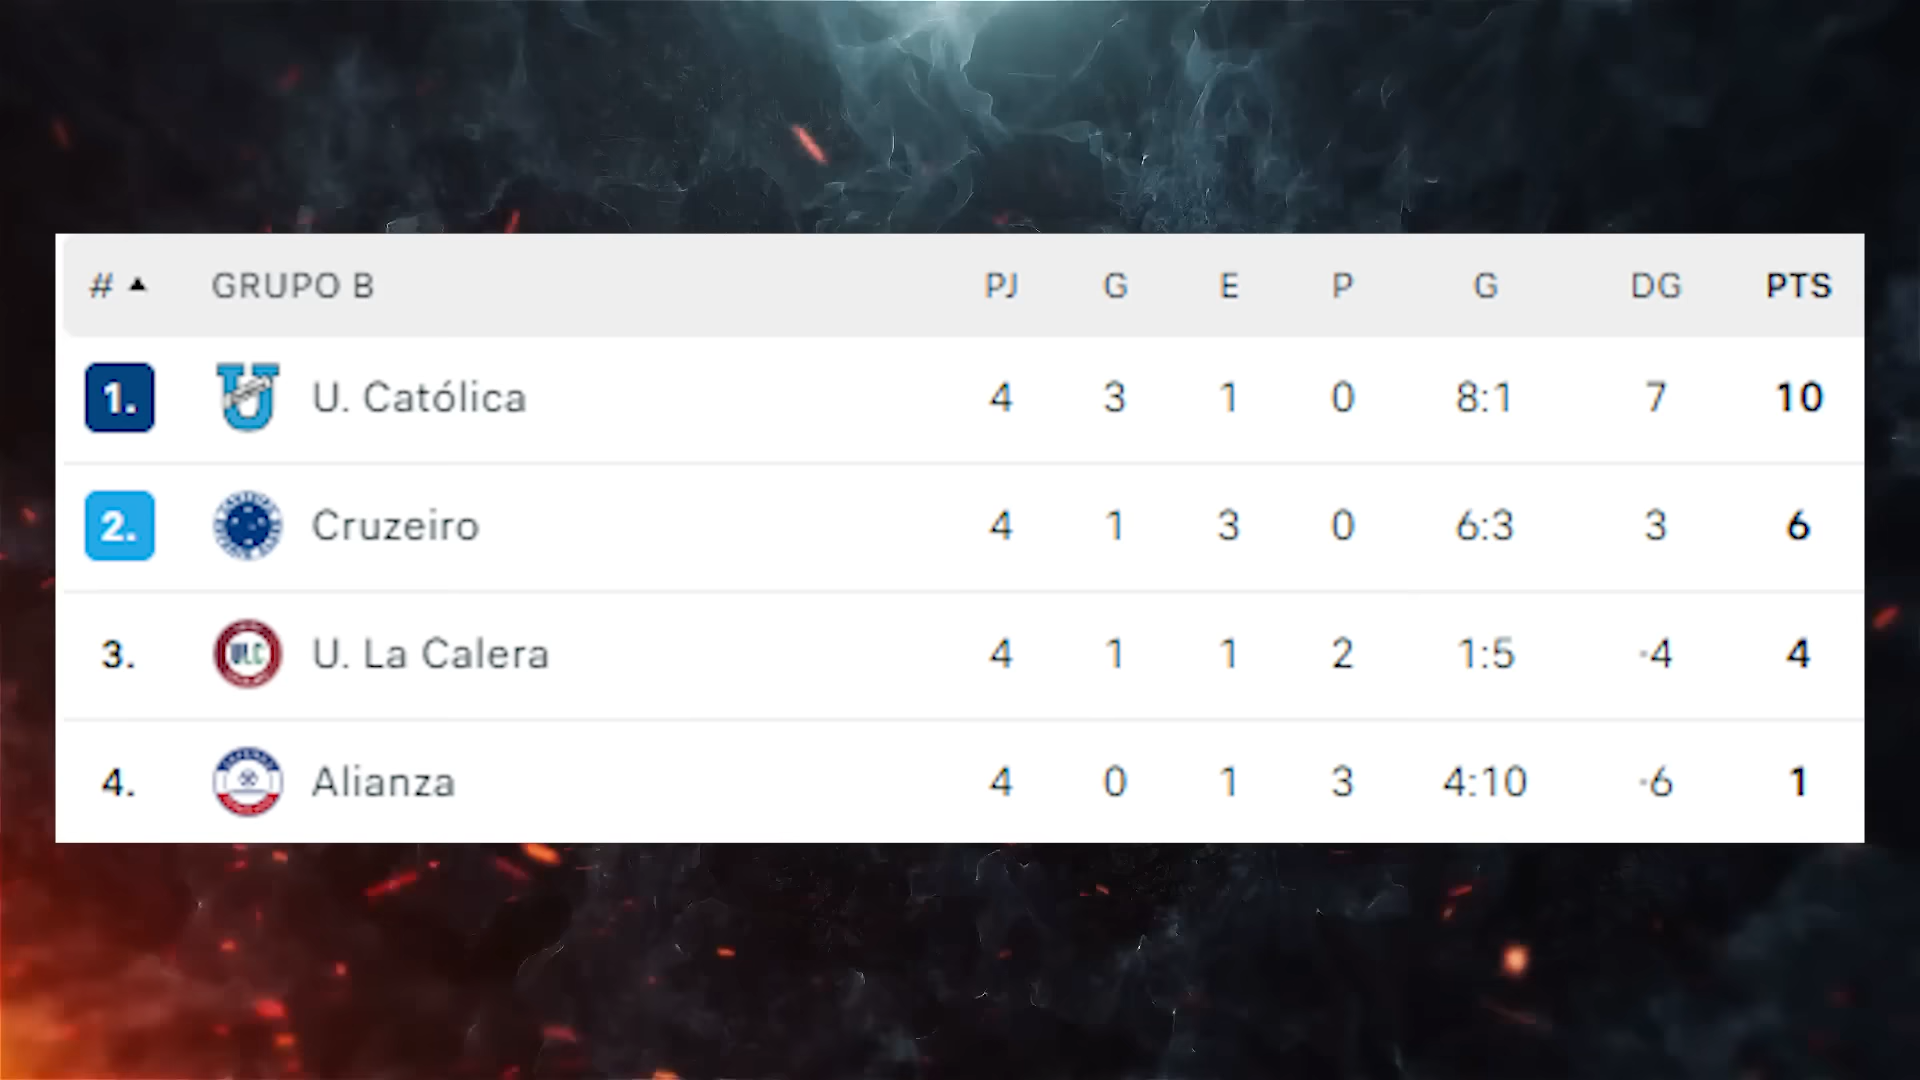 # ▲ GRUPO B PJ G E P G DG PTS
1. U. Católica 4 3 1 0 8:1 7 10
2. Cruzeiro 4 1 3 0 6:3 3 6
3. U. La Calera 4 1 1 2 1:5 -4 4
4. Alianza 4 0 1 3 4:10 -6 1